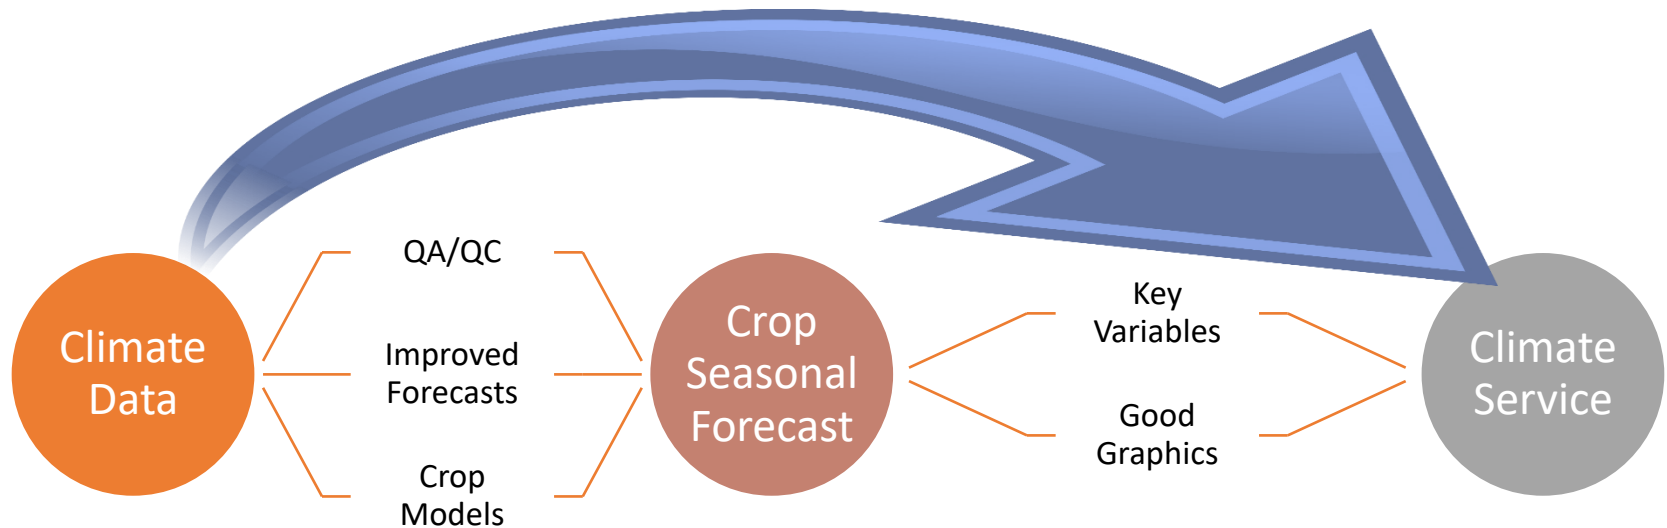 Climate
Data
QA/QC
Improved
Forecasts
Crop
Models
Crop
Seasonal
Forecast
Key
Variables
Good
Graphics
Climate
Service